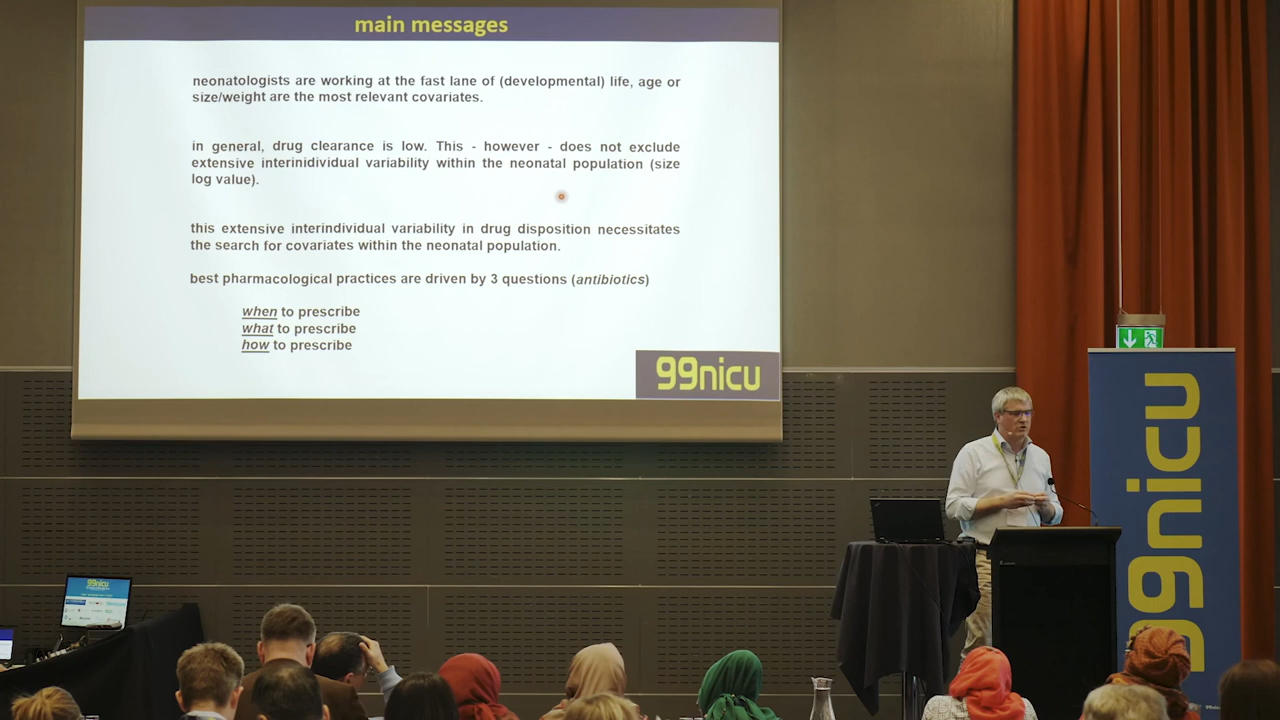 main messages
neonatologists are working at the fast lane of (developmental) life, age or
size/weight are the most relevant covariates.
in general, drug clearance is low. This - however - does not exclude
extensive interinidividual variability within the neonatal population (size
log value).
this extensive interindividual variability in drug disposition necessitates
the search for covariates within the neonatal population.
best pharmacological practices are driven by 3 questions (antibiotics)
when to prescribe
what to prescribe
how to prescribe
99nicu
99nicu
99nicu